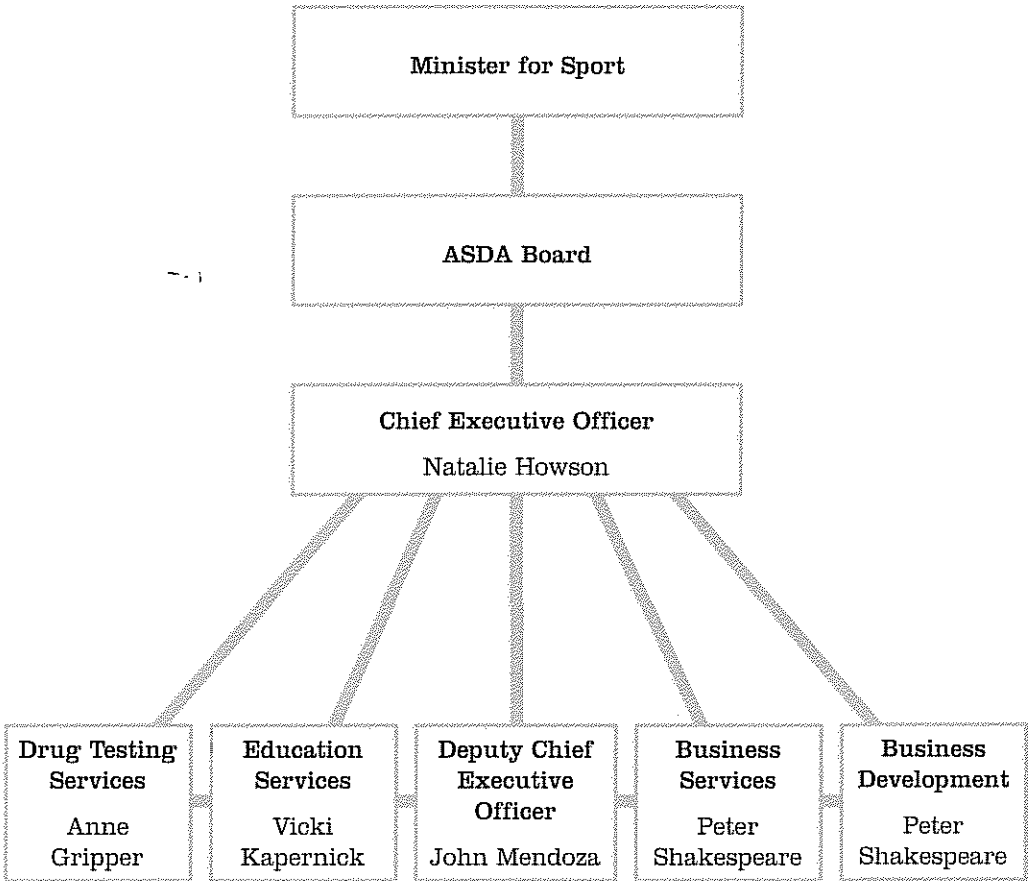 Minister for Sport
ASDA Board
Chief Executive Officer
Natalie Howson
Drug Testing
Services
Anne
Gripper
Education
Services
Vicki
Kapernick
Deputy Chief
Executive
Officer
John Mendoza
Business
Services
Peter
Shakespeare
Business
Development
Peter
Shakespeare